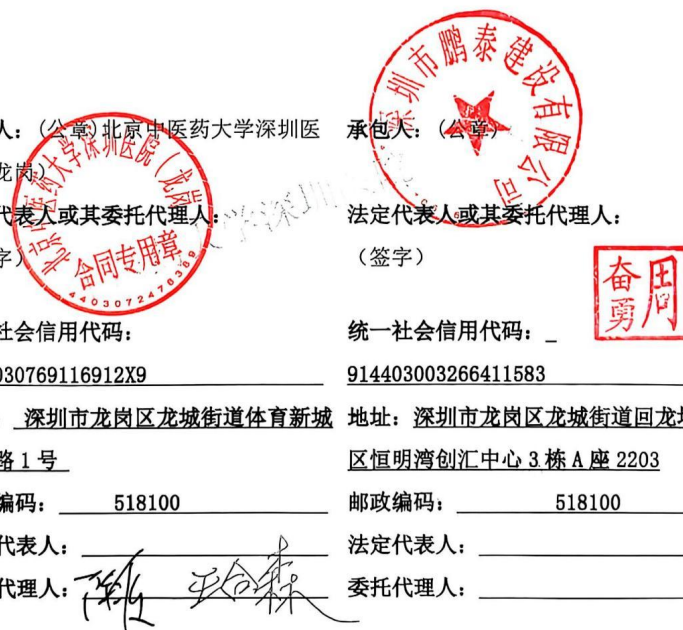 人：(公章)北京中医药大学深圳医
龙岗）
代表人或其委托代理人：
字）
社会信用代码：
030769116912X9
深圳市龙岗区龙城街道体育新城
路1号
编码： 518100
代表人：
代理人：
北京中医药大学深圳医院（龙岗）
合同专用章
4403072476389
承包人：(公章)
法定代表人或其委托代理人：
（签字）
统一社会信用代码：_
914403003266411583
地址：深圳市龙岗区龙城街道回龙埔
区恒明湾创汇中心3栋A座2203
邮政编码： 518100
法定代表人：
委托代理人：
深圳市鹏泰建设有限公司
周奋勇